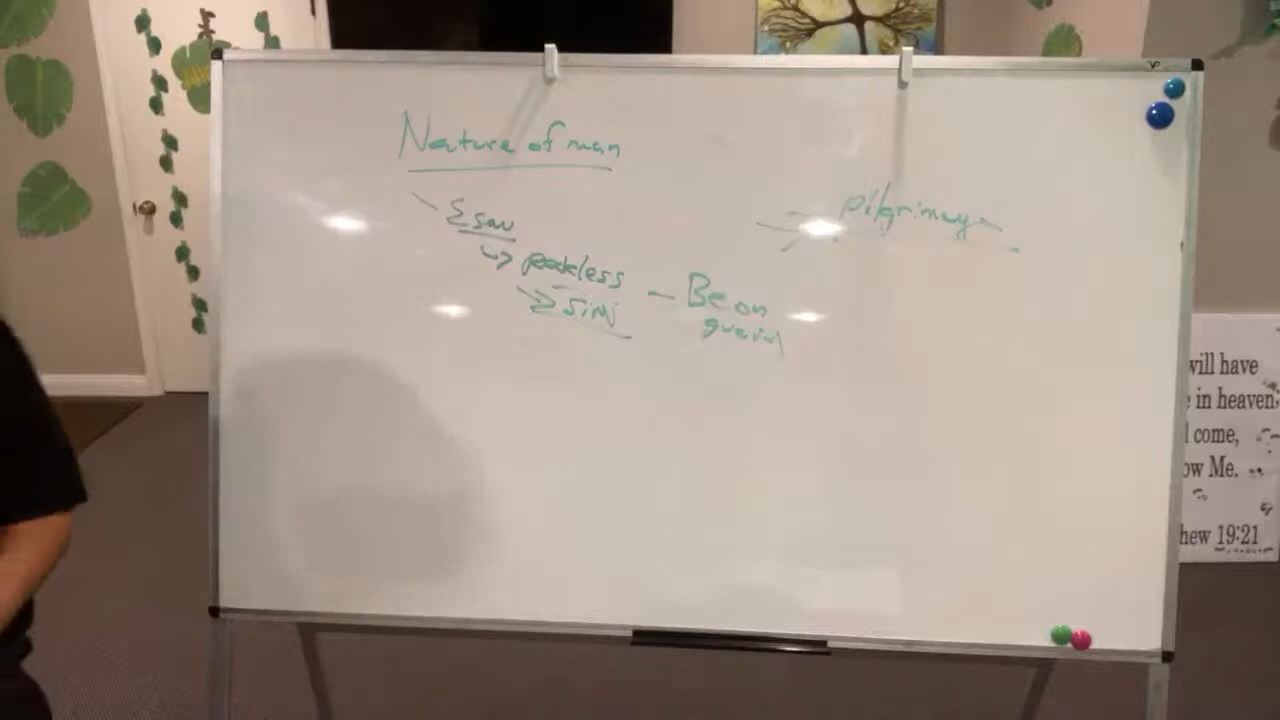 Nature of man
Esau
reckless
Sins
Be on
guard
pilgrimage
will have
in heaven.
come,
ow Me.
hew 19:21